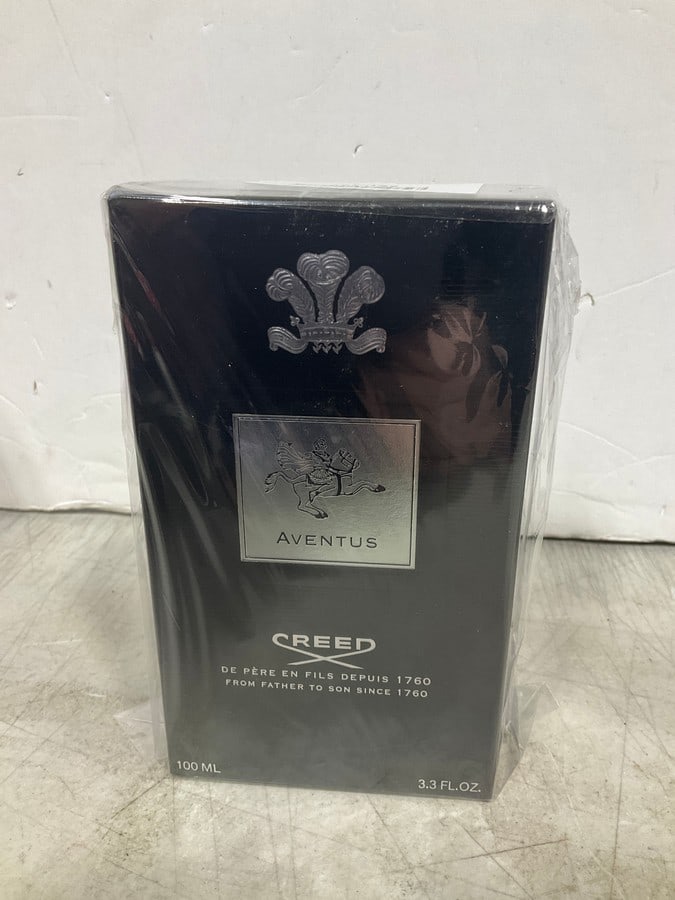 AVENTUS
CREED
DE PÈRE EN FILS DEPUIS 1760
FROM FATHER TO SON SINCE 1760
100 ML
3.3 FL.OZ.